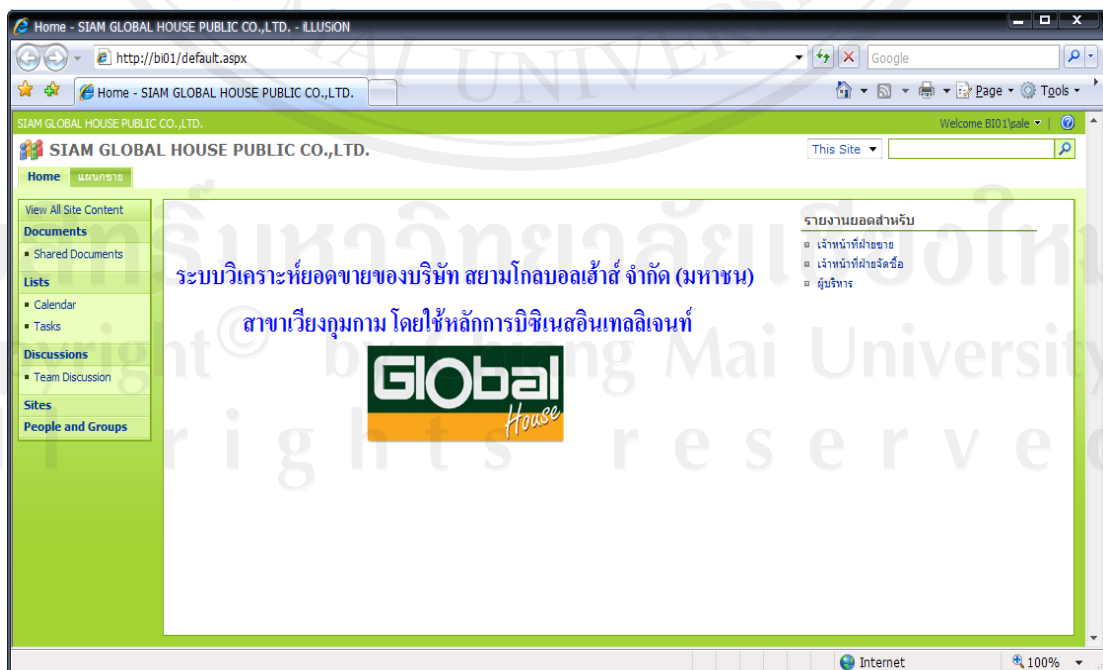 Home - SIAM GLOBAL HOUSE PUBLIC CO.,LTD. - iLLUSiON
http://bi01/default.aspx
Google
Home - SIAM GLOBAL HOUSE PUBLIC CO.,LTD.
Page
Tools
SIAM GLOBAL HOUSE PUBLIC CO.,LTD.
Welcome BI01\sale
SIAM GLOBAL HOUSE PUBLIC CO.,LTD.
This Site
Home
แผนกขาย
View All Site Content
Documents
Shared Documents
Lists
Calendar
Tasks
Discussions
Team Discussion
Sites
People and Groups
ระบบวิเคราะห์ยอดขายของบริษัท สยามโกลบอลเฮ้าส์ จำกัด (มหาชน)
สาขาเวียงกุมกาม โดยใช้หลักการบิซิเนสอินเทลลิเจนท์
Global
House
รายงานยอดสำหรับ
เจ้าหน้าที่ฝ่ายขาย
เจ้าหน้าที่ฝ่ายจัดซื้อ
ผู้บริหาร
Internet
100%